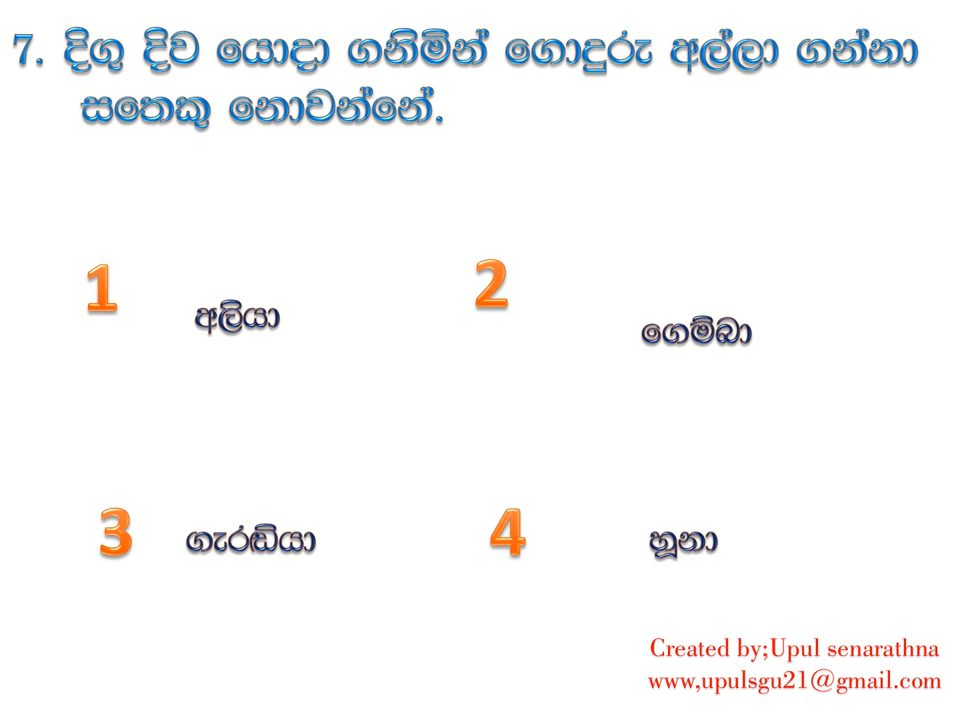 7. දිගු දිව යොදා ගනිමින් ගොදුරු අල්ලා ගන්නා
සතෙකු නොවන්නේ.
1 අලියා
2 ගෙම්බා
3 ගැරඬියා
4 හූනා
Created by;Upul senarathna
www,upulsgu21@gmail.com